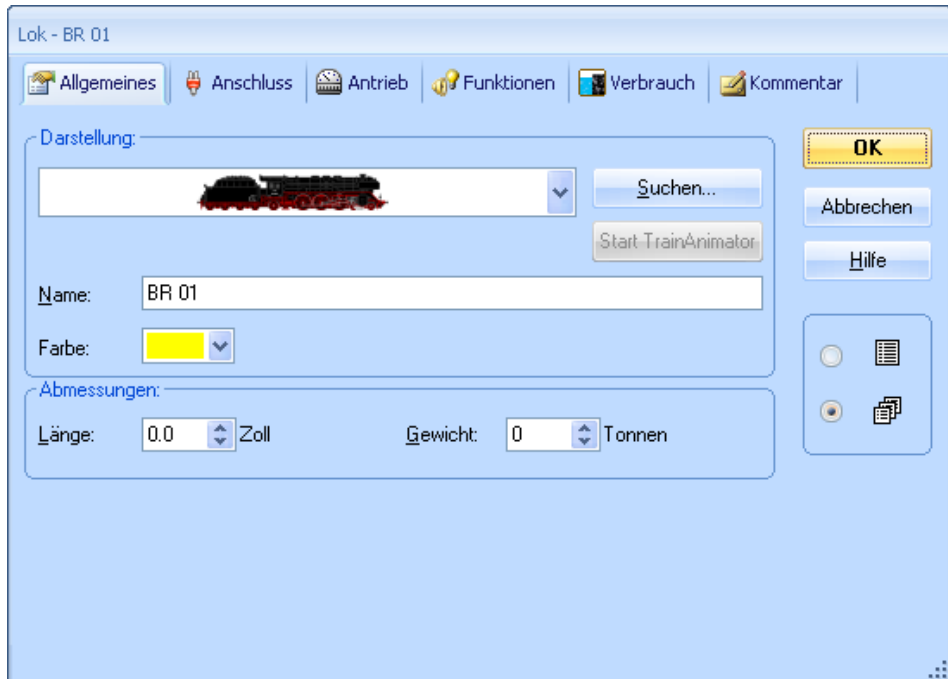 Lok - BR 01
Allgemeines Anschluss Antrieb Funktionen Verbrauch Kommentar
Darstellung:
OK
Suchen...
Abbrechen
Start TrainAnimator
Hilfe
Name: BR 01
Farbe:
Abmessungen:
Länge: 0.0 Zoll Gewicht: 0 Tonnen